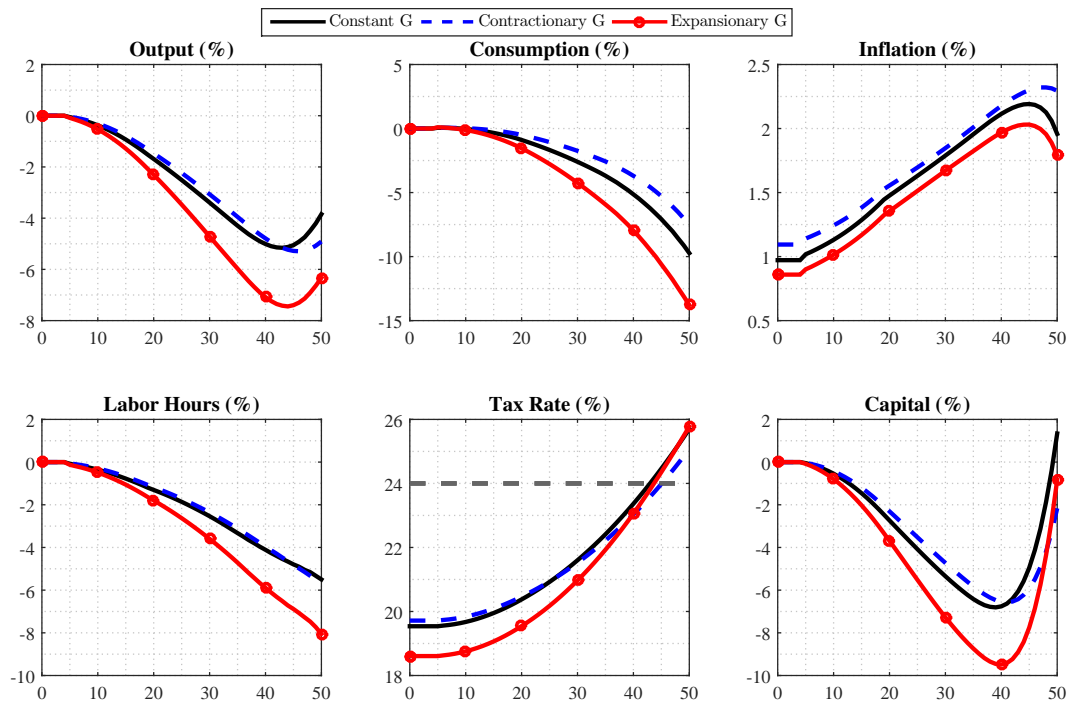 Constant G Contractionary G Expansionary G
Output (%) Consumption (%) Inflation (%)
2 5 2.5
0 0 2
-2 -5 1.5
-4 -10 1
-6 -15 0.5
-8
0 10 20 30 40 50 0 10 20 30 40 50 0 10 20 30 40 50
Labor Hours (%) Tax Rate (%) Capital (%)
2 26 2
0 24 0
-2 22 -2
-4 20 -4
-6 18 -6
-8 -8
-10 -10
0 10 20 30 40 50 0 10 20 30 40 50 0 10 20 30 40 50